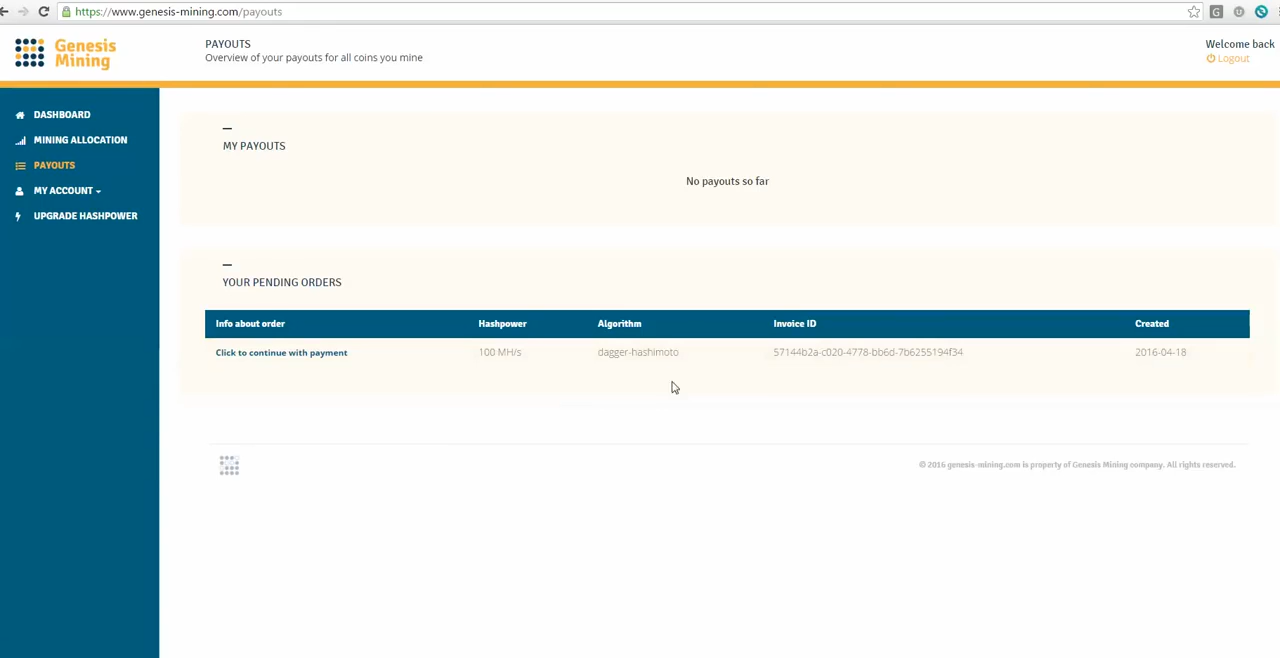 https://www.genesis-mining.com/payouts
G
Genesis
Mining
PAYOUTS
Overview of your payouts for all coins you mine
Welcome back
Logout
DASHBOARD
MINING ALLOCATION
PAYOUTS
MY ACCOUNT
UPGRADE HASHPOWER
MY PAYOUTS
No payouts so far
YOUR PENDING ORDERS
Info about order Hashpower Algorithm Invoice ID Created
Click to continue with payment 100 MH/s dagger-hashimoto 57144b2a-c020-4778-bb6d-7b6255194f34 2016-04-18
© 2016 genesis-mining.com is property of Genesis Mining company. All rights reserved.